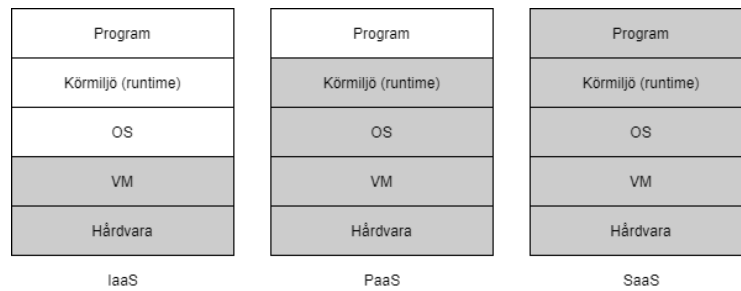 Program
Körmiljö (runtime)
OS
VM
Hårdvara
IaaS
Program
Körmiljö (runtime)
OS
VM
Hårdvara
PaaS
Program
Körmiljö (runtime)
OS
VM
Hårdvara
SaaS